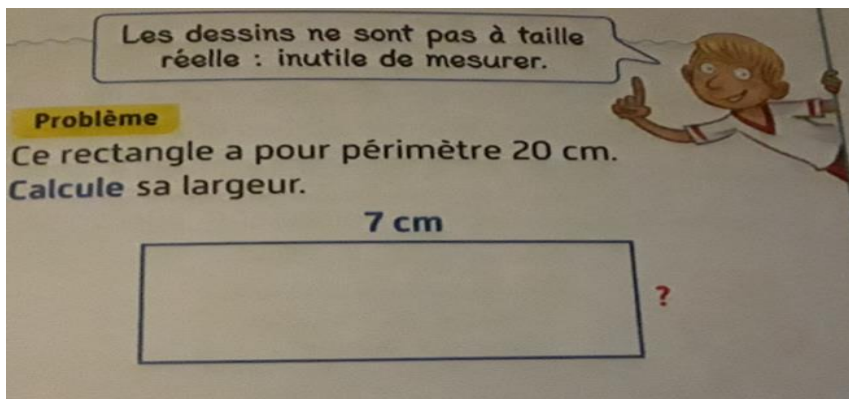 Les dessins ne sont pas à taille
réelle : inutile de mesurer.
Problème
Ce rectangle a pour périmètre 20 cm.
Calcule sa largeur.
7 cm
?